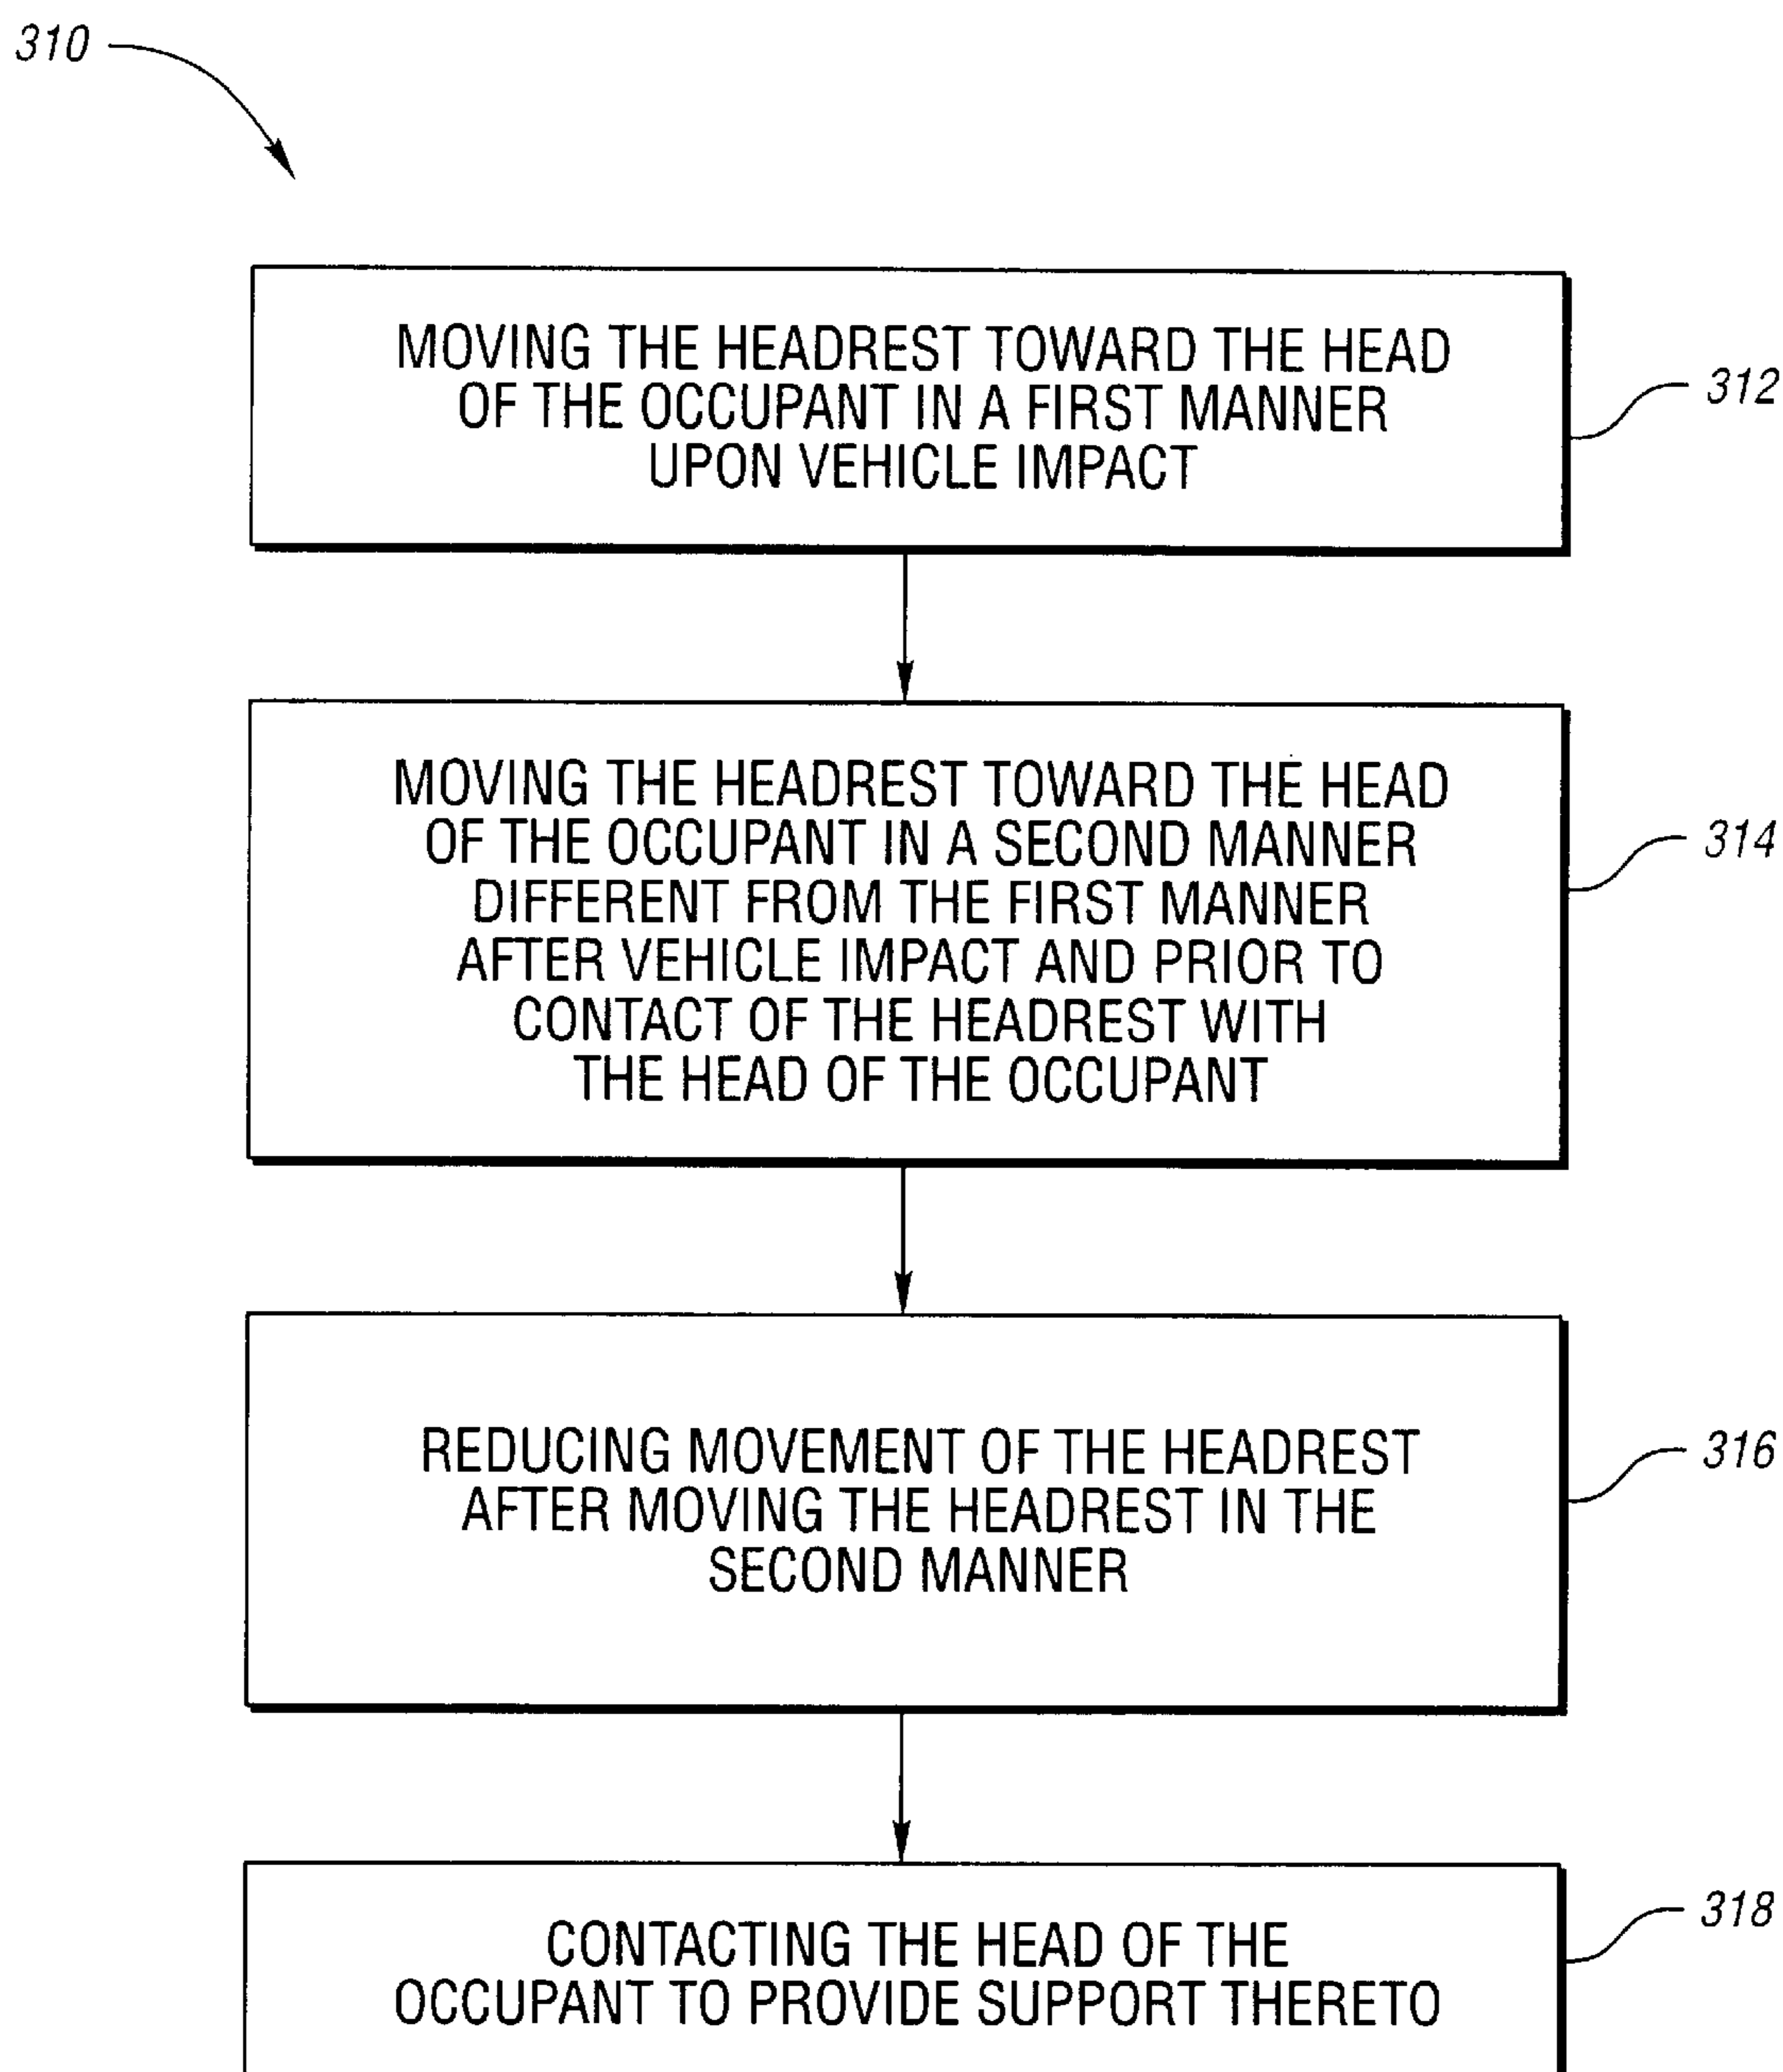 310
MOVING THE HEADREST TOWARD THE HEAD
OF THE OCCUPANT IN A FIRST MANNER
UPON VEHICLE IMPACT
312
MOVING THE HEADREST TOWARD THE HEAD
OF THE OCCUPANT IN A SECOND MANNER
DIFFERENT FROM THE FIRST MANNER
AFTER VEHICLE IMPACT AND PRIOR TO
CONTACT OF THE HEADREST WITH
THE HEAD OF THE OCCUPANT
314
REDUCING MOVEMENT OF THE HEADREST
AFTER MOVING THE HEADREST IN THE
SECOND MANNER
316
CONTACTING THE HEAD OF THE
OCCUPANT TO PROVIDE SUPPORT THERETO
318